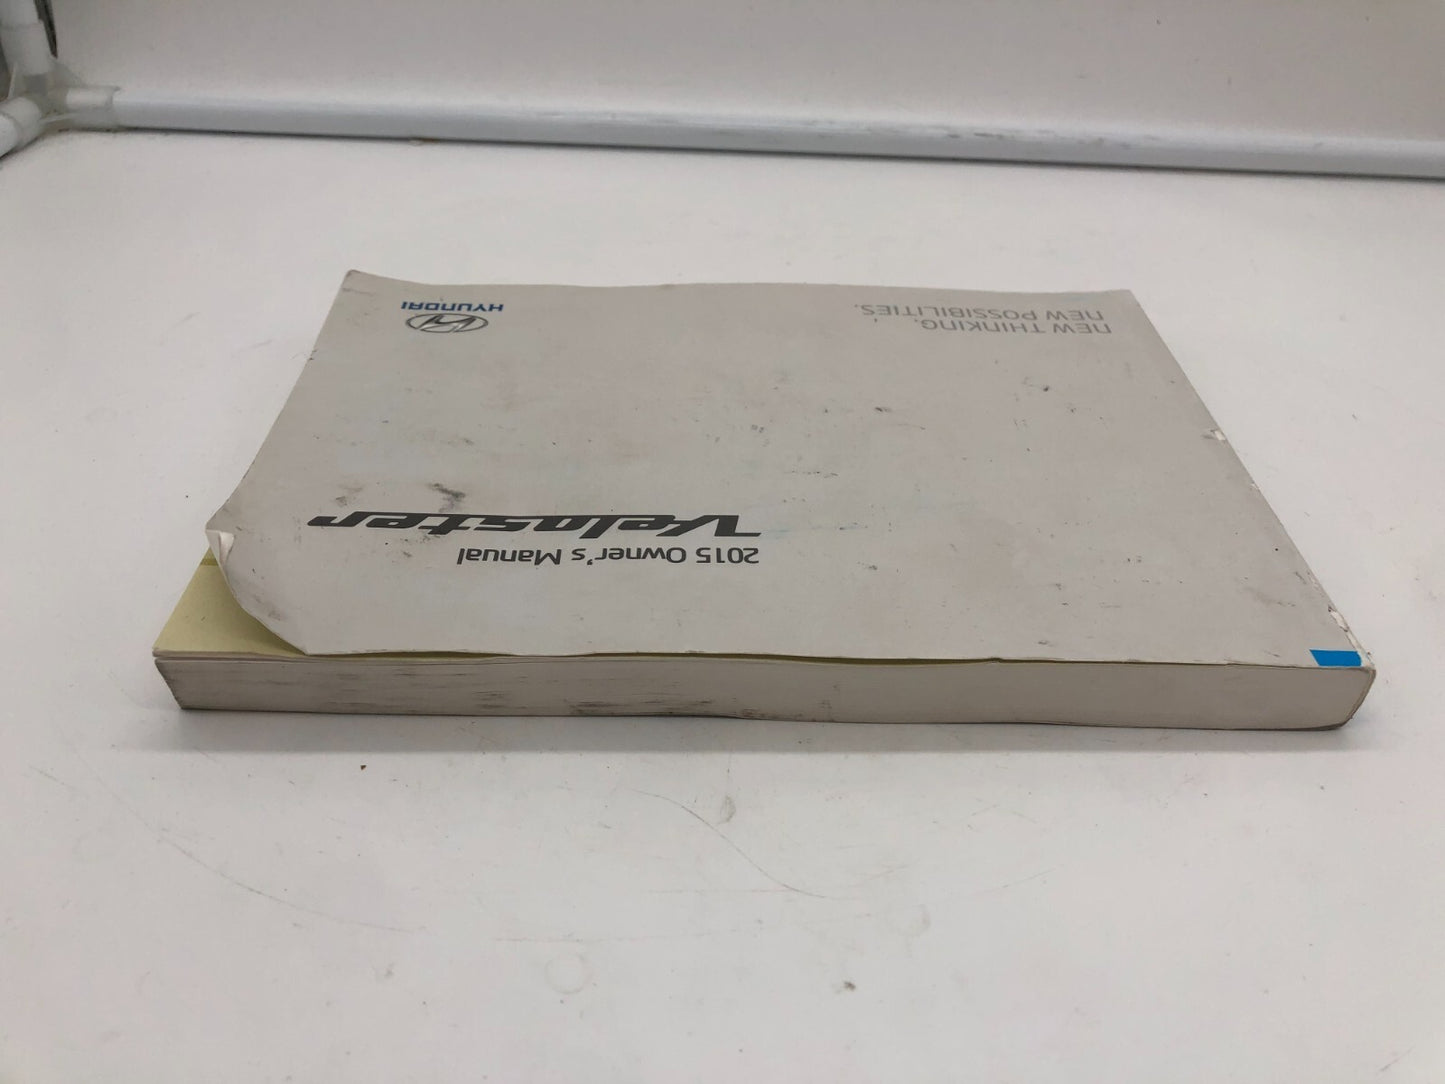 2015 Owner's Manual
Veloster
NEW THINKING.
NEW POSSIBILITIES.
HYUNDAI